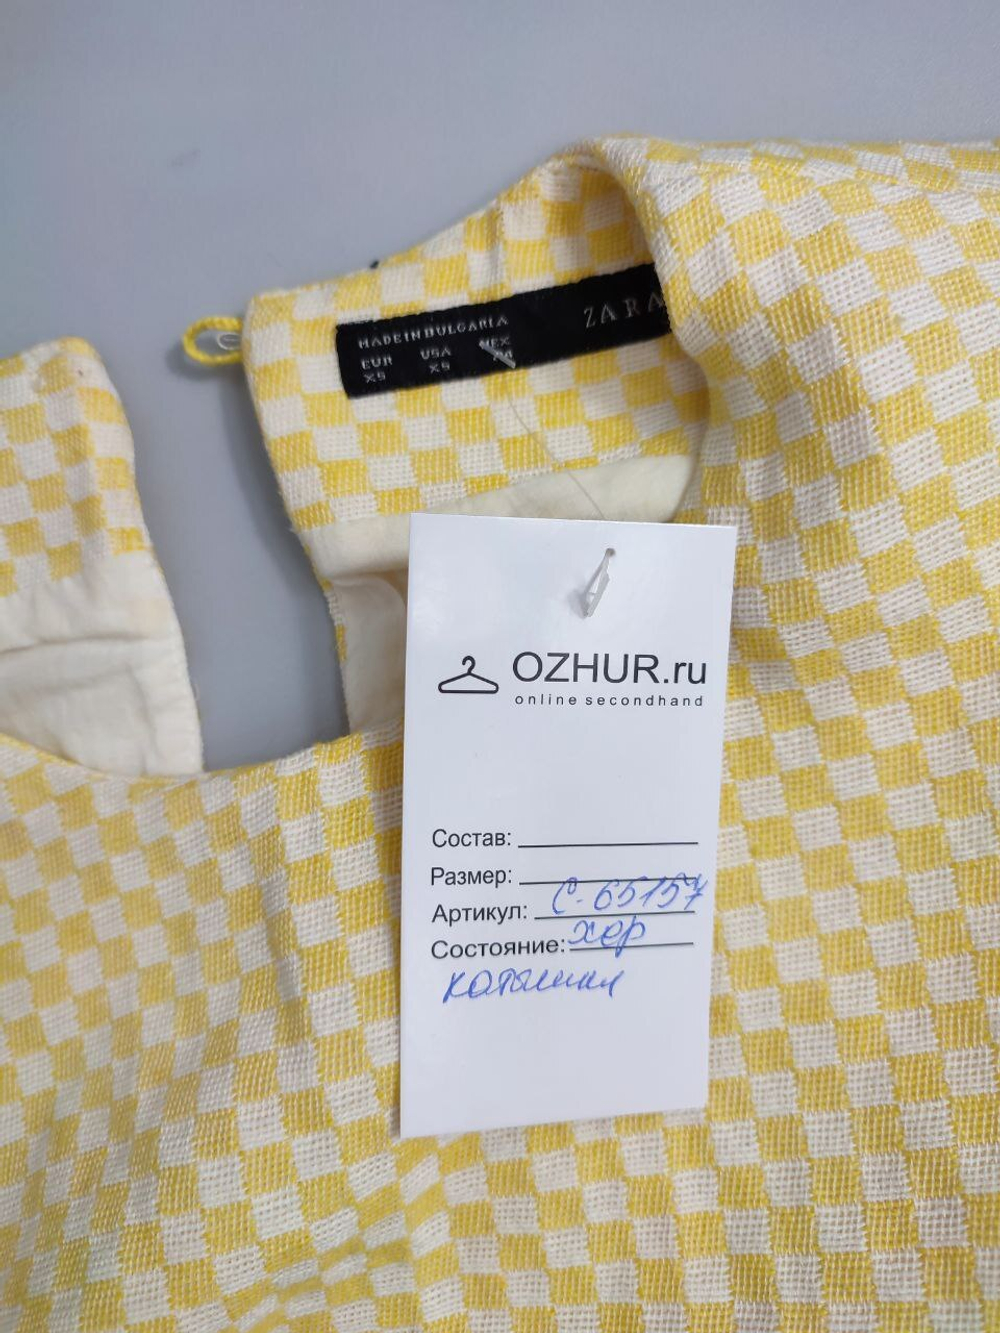 MADE IN BULGARIA
ZARA
EUR USA MEX
XS XS
OZHUR.ru
online secondhand
Состав:
Размер:
Артикул: С-65157
Состояние: хор
катышки